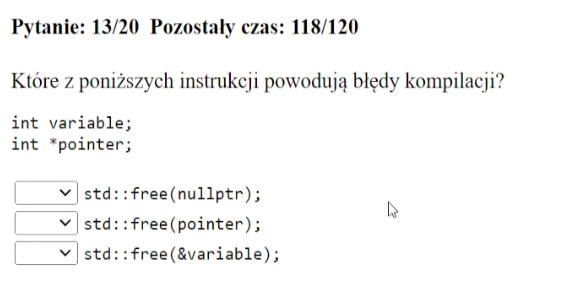 Pytanie: 13/20 Pozostały czas: 118/120
Które z poniższych instrukcji powodują błędy kompilacji?
int variable;
int *pointer;
std::free(nullptr);
std::free(pointer);
std::free(&variable);